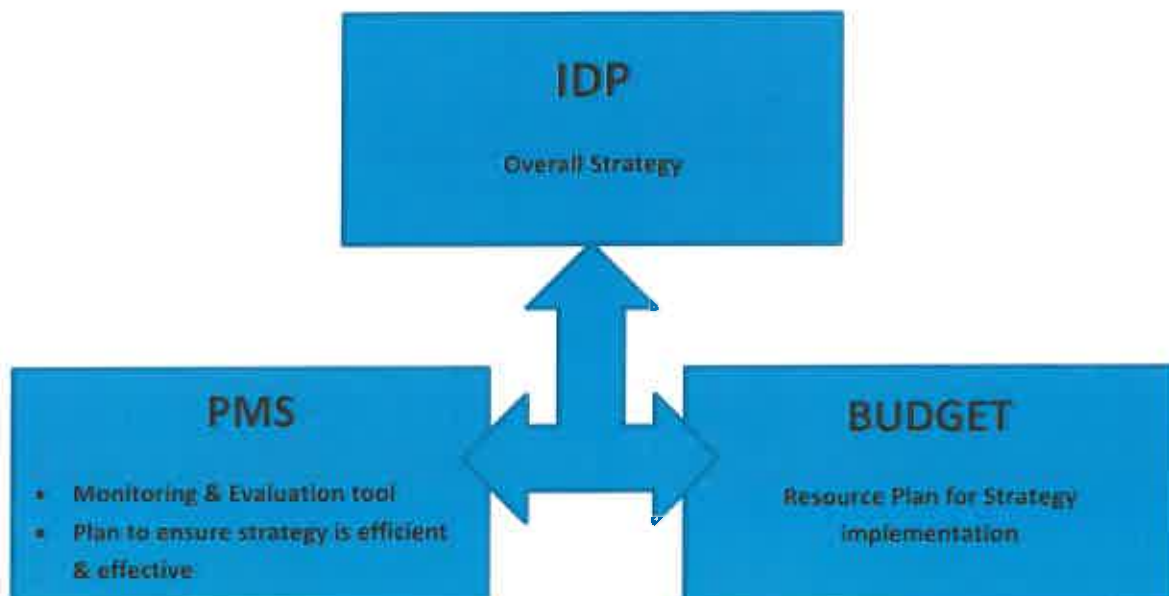 IDP
Overall Strategy
PMS
• Monitoring & Evaluation tool
• Plan to ensure strategy is efficient
& effective
BUDGET
Resource Plan for Strategy
implementation